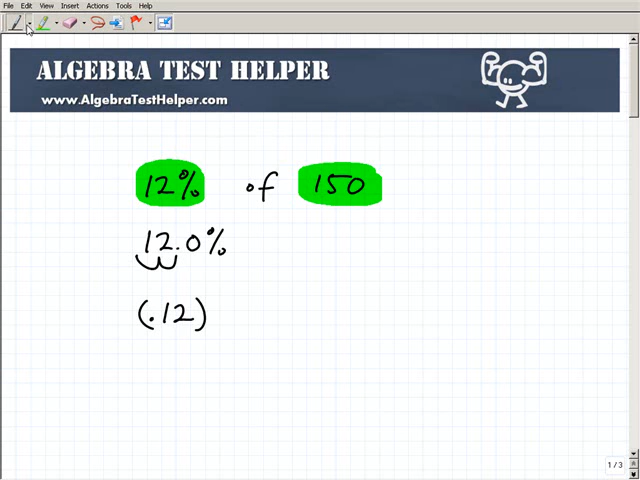 File Edit View Insert Actions Tools Help
ALGEBRA TEST HELPER
www.AlgebraTestHelper.com
12% of 150
12.0%
(.12)
1/3